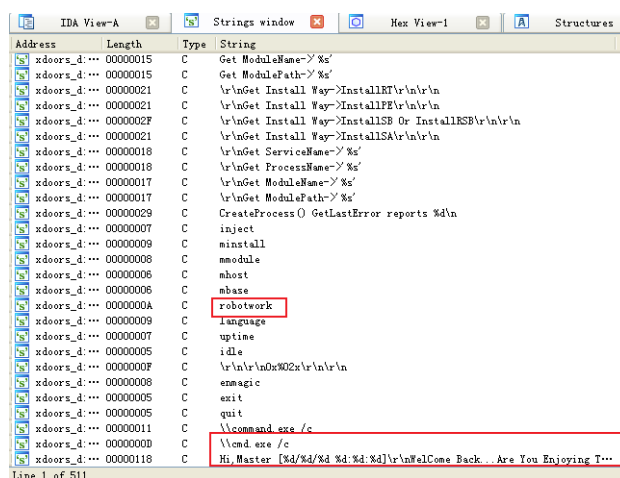 IDA View-A Strings window Hex View-1 Structures
Address Length Type String
xdoors_d:··· 00000015 C Get ModuleName->'%s'
xdoors_d:··· 00000015 C Get ModulePath->'%s'
xdoors_d:··· 00000021 C \r\nGet Install Way->InstallRT\r\n\r\n
xdoors_d:··· 00000021 C \r\nGet Install Way->InstallPE\r\n\r\n
xdoors_d:··· 0000002F C \r\nGet Install Way->InstallSB Or InstallRSB\r\n\r\n
xdoors_d:··· 00000021 C \r\nGet Install Way->InstallSA\r\n\r\n
xdoors_d:··· 00000018 C \r\nGet ServiceName->'%s'
xdoors_d:··· 00000018 C \r\nGet ProcessName->'%s'
xdoors_d:··· 00000017 C \r\nGet ModuleName->'%s'
xdoors_d:··· 00000017 C \r\nGet ModulePath->'%s'
xdoors_d:··· 00000029 C CreateProcess() GetLastError reports %d\n
xdoors_d:··· 00000007 C inject
xdoors_d:··· 00000009 C minstall
xdoors_d:··· 00000008 C mmodule
xdoors_d:··· 00000006 C mhost
xdoors_d:··· 00000006 C mbase
xdoors_d:··· 0000000A C robotwork
xdoors_d:··· 00000009 C language
xdoors_d:··· 00000007 C uptime
xdoors_d:··· 00000005 C idle
xdoors_d:··· 0000000F C \r\n\r\n0x%02x\r\n\r\n
xdoors_d:··· 00000008 C enmagic
xdoors_d:··· 00000005 C exit
xdoors_d:··· 00000005 C quit
xdoors_d:··· 00000011 C \\command.exe /c
xdoors_d:··· 0000000D C \\cmd.exe /c
xdoors_d:··· 00000118 C Hi,Master [%d/%d/%d %d:%d:%d]\r\nWelCome Back...Are You Enjoying T···
Line 1 of 511